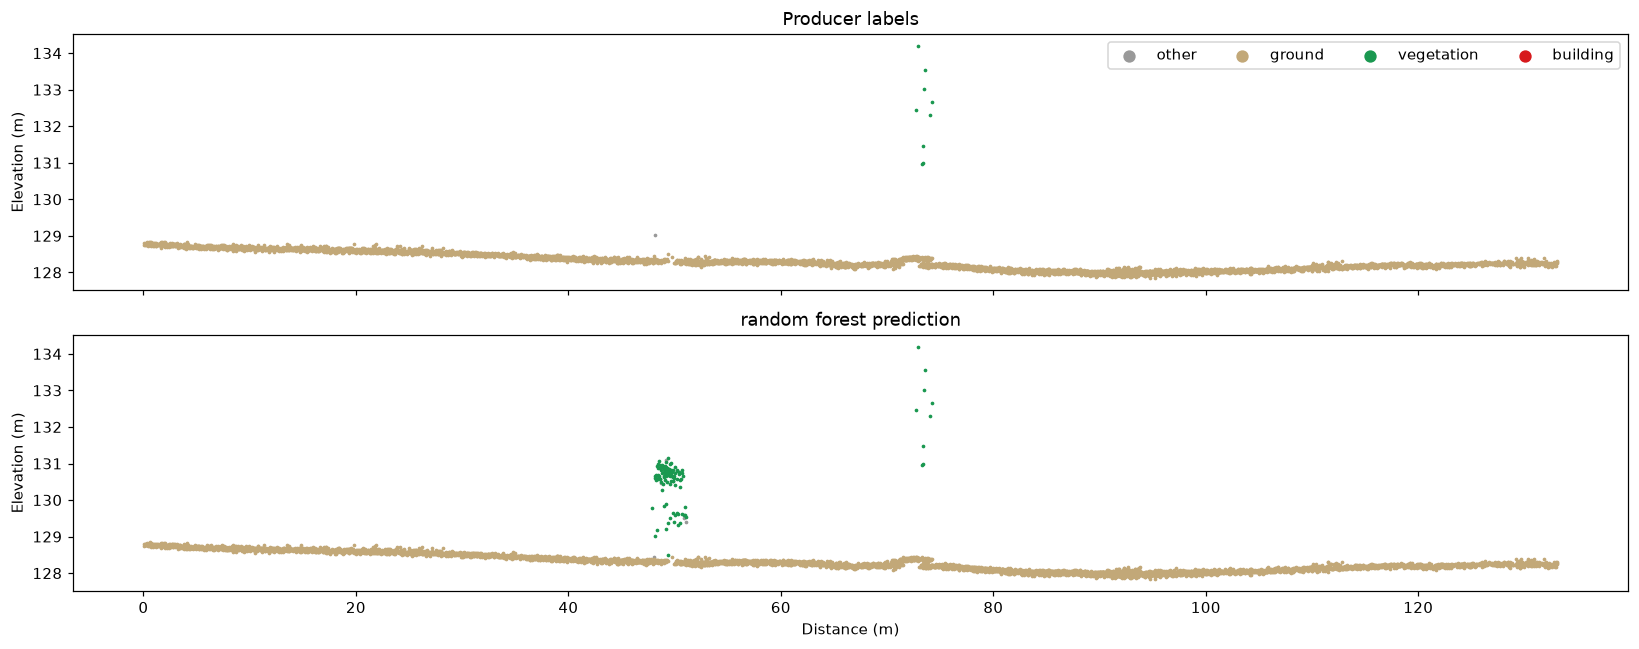 Producer labels
134
133
132
131
130
129
128
Elevation (m)
other ground vegetation building
random forest prediction
134
133
132
131
130
129
128
Elevation (m)
0 20 40 60 80 100 120
Distance (m)